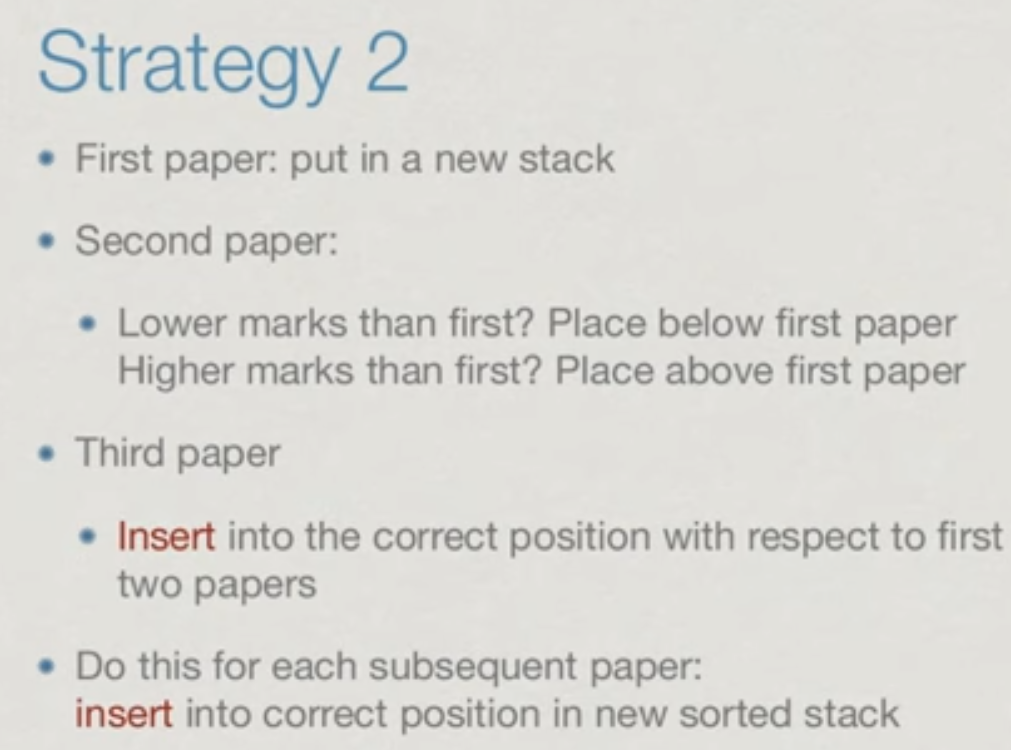 Strategy 2
• First paper: put in a new stack
• Second paper:
• Lower marks than first? Place below first paper
Higher marks than first? Place above first paper
• Third paper
• Insert into the correct position with respect to first
two papers
• Do this for each subsequent paper:
insert into correct position in new sorted stack